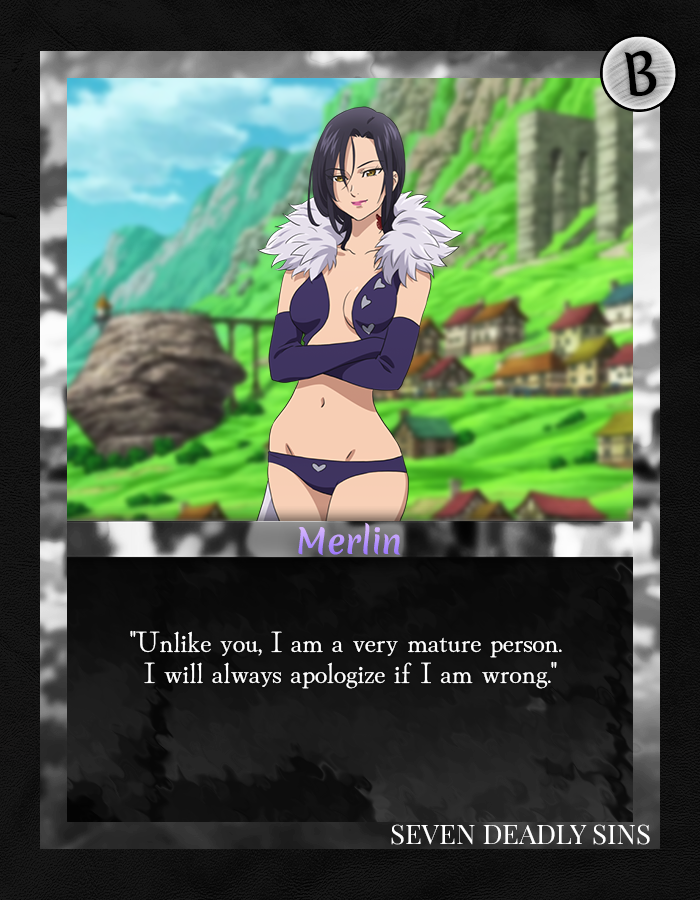 B
Merlin
"Unlike you, I am a very mature person.
I will always apologize if I am wrong."
SEVEN DEADLY SINS